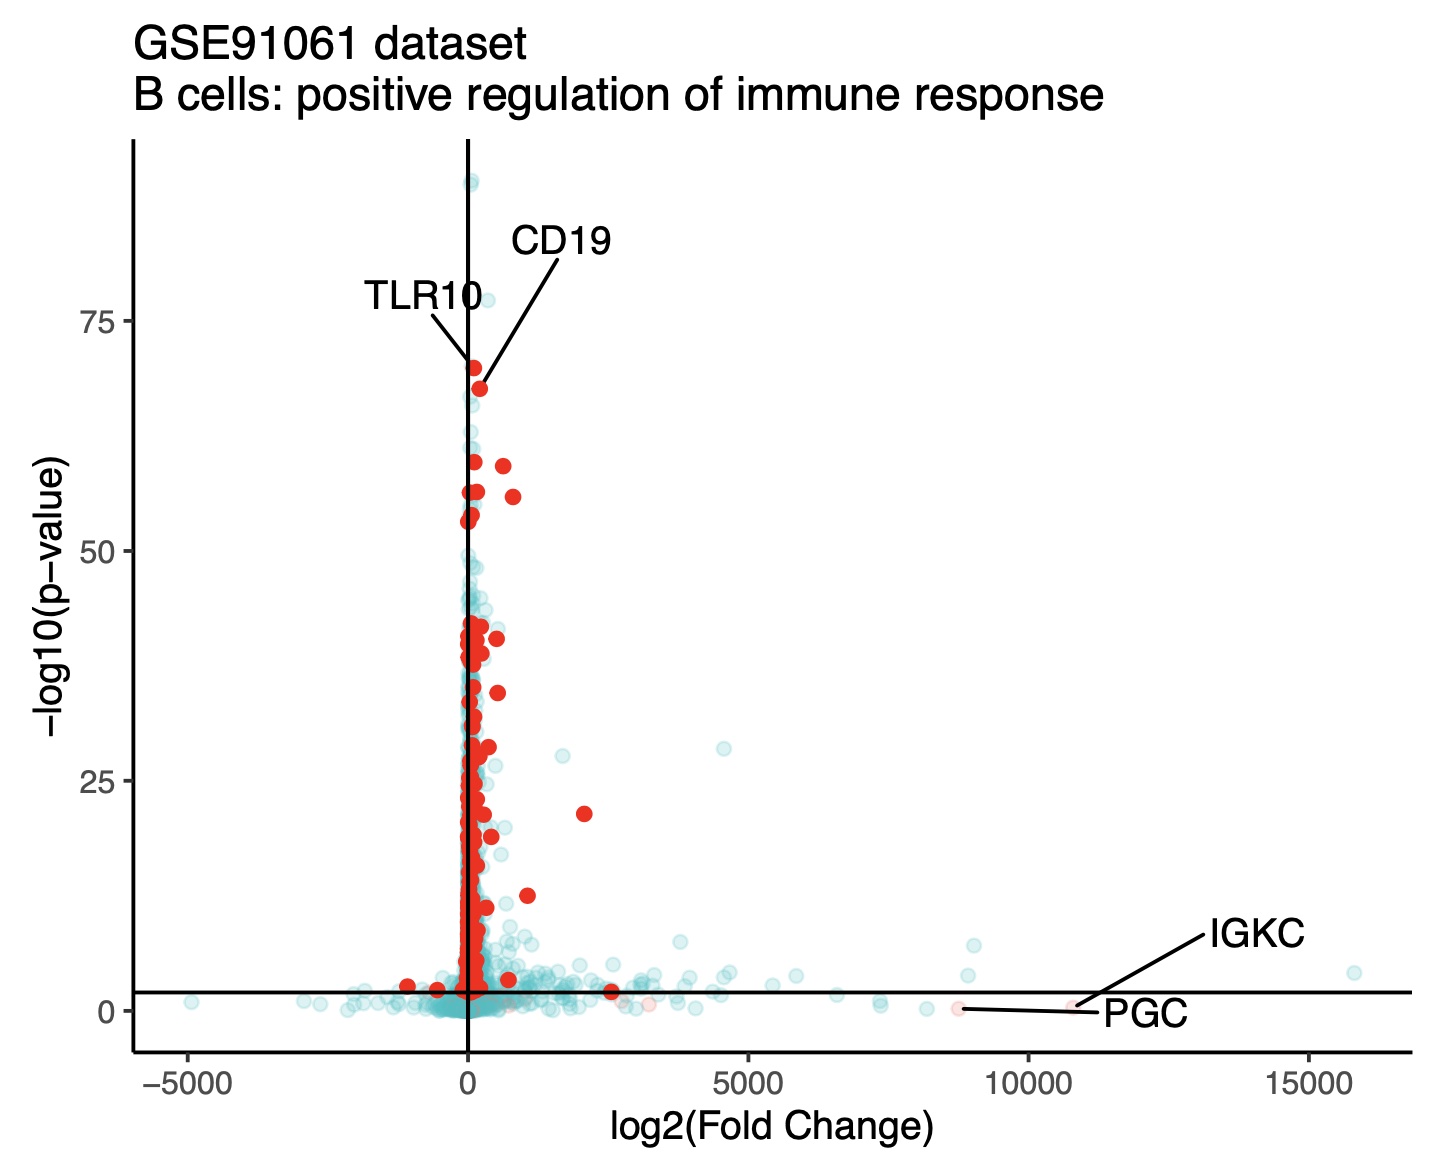 GSE91061 dataset
B cells: positive regulation of immune response
CD19
TLR10
75
50
25
0
IGKC
PGC
−5000
0
5000
10000
15000
log2(Fold Change)
−log10(p−value)